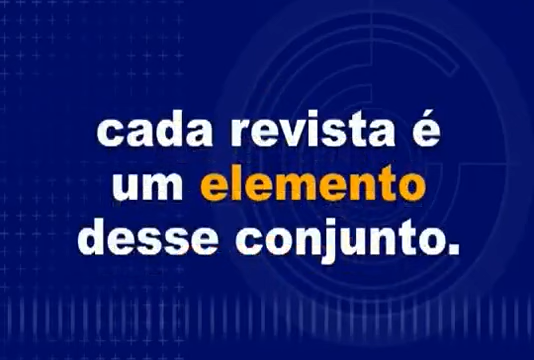 cada revista é
um elemento
desse conjunto.